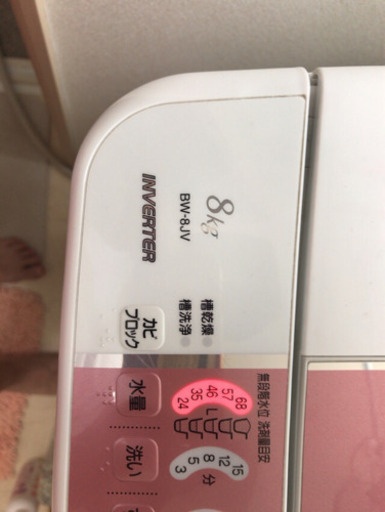 8kg
BW-8JV
INVERTER
槽乾燥
槽洗浄
カビ
ブロック
無段階水位 洗剤量目安
水量
68
57
46
35
24
L
洗い
15
12
8 分
5
3